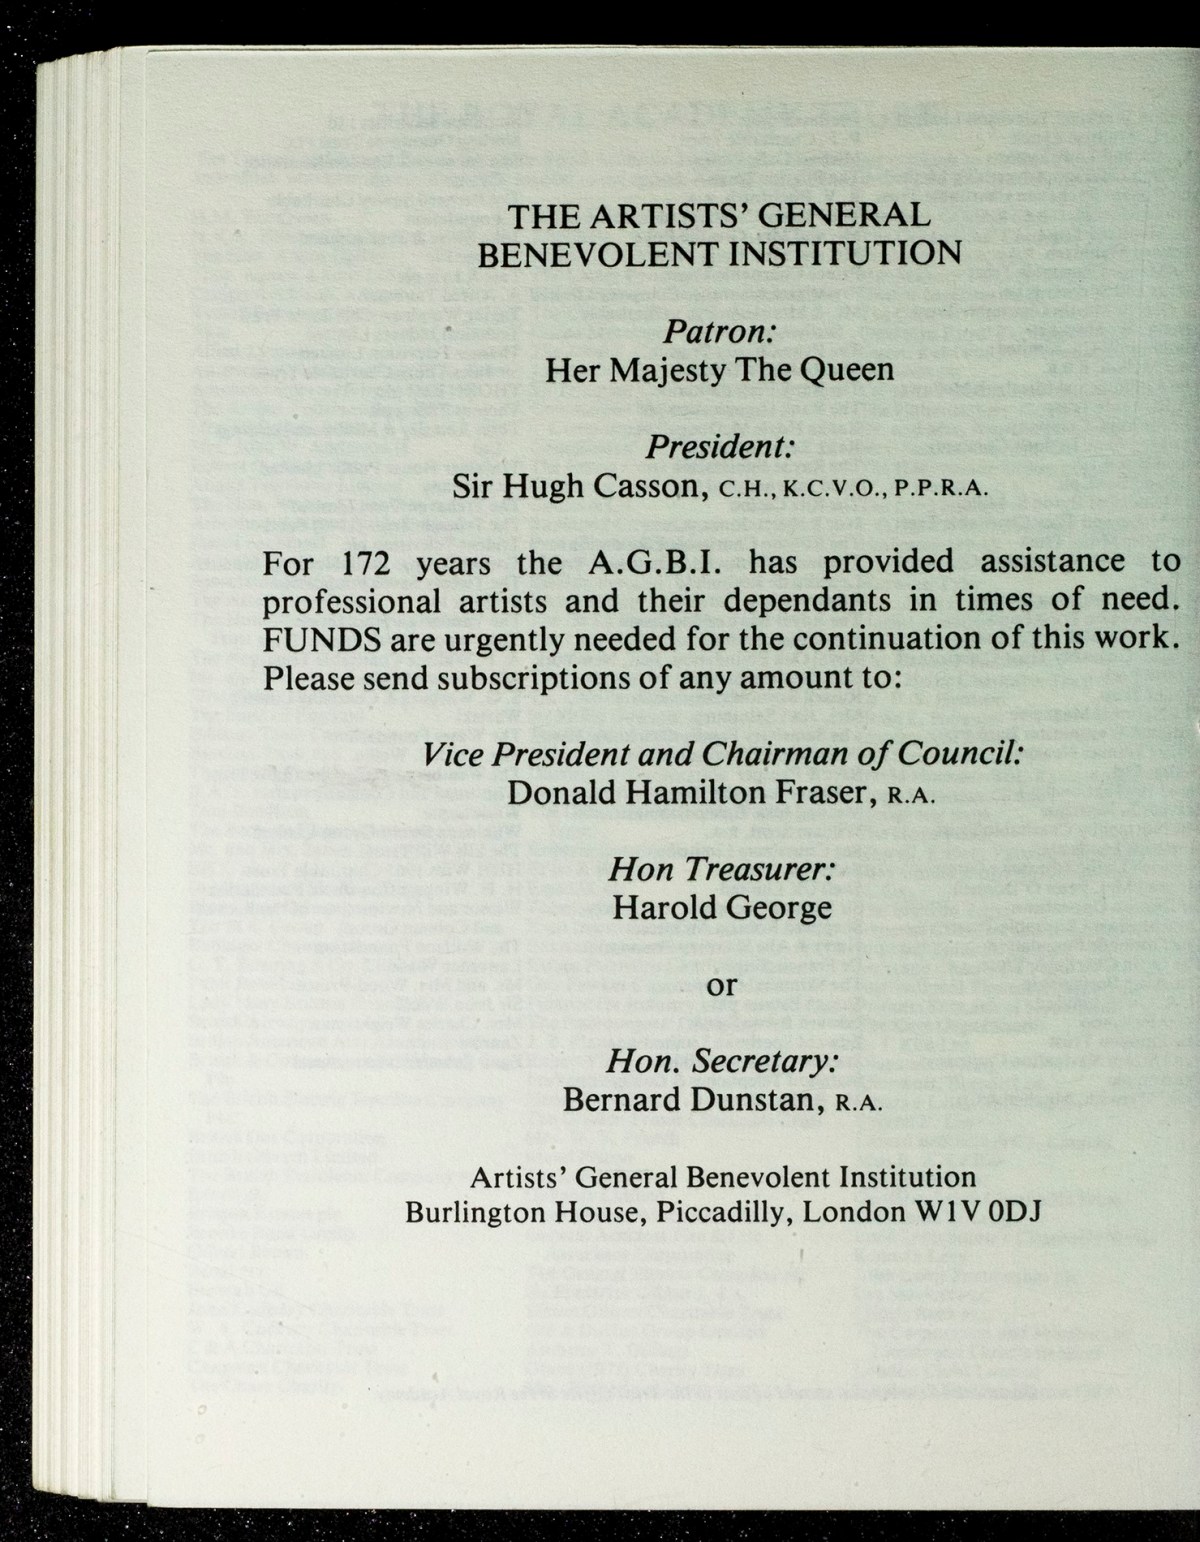 THE ARTISTS’ GENERAL
BENEVOLENT INSTITUTION
Patron:
Her Majesty The Queen
President:
Sir Hugh Casson, C.H., K.C.V.O., P.P.R.A.
For 172 years the A.G.B.I. has provided assistance to
professional artists and their dependants in times of need.
FUNDS are urgently needed for the continuation of this work.
Please send subscriptions of any amount to:
Vice President and Chairman of Council:
Donald Hamilton Fraser, R.A.
Hon Treasurer:
Harold George
or
Hon. Secretary:
Bernard Dunstan, R.A.
Artists’ General Benevolent Institution
Burlington House, Piccadilly, London W1V 0DJ